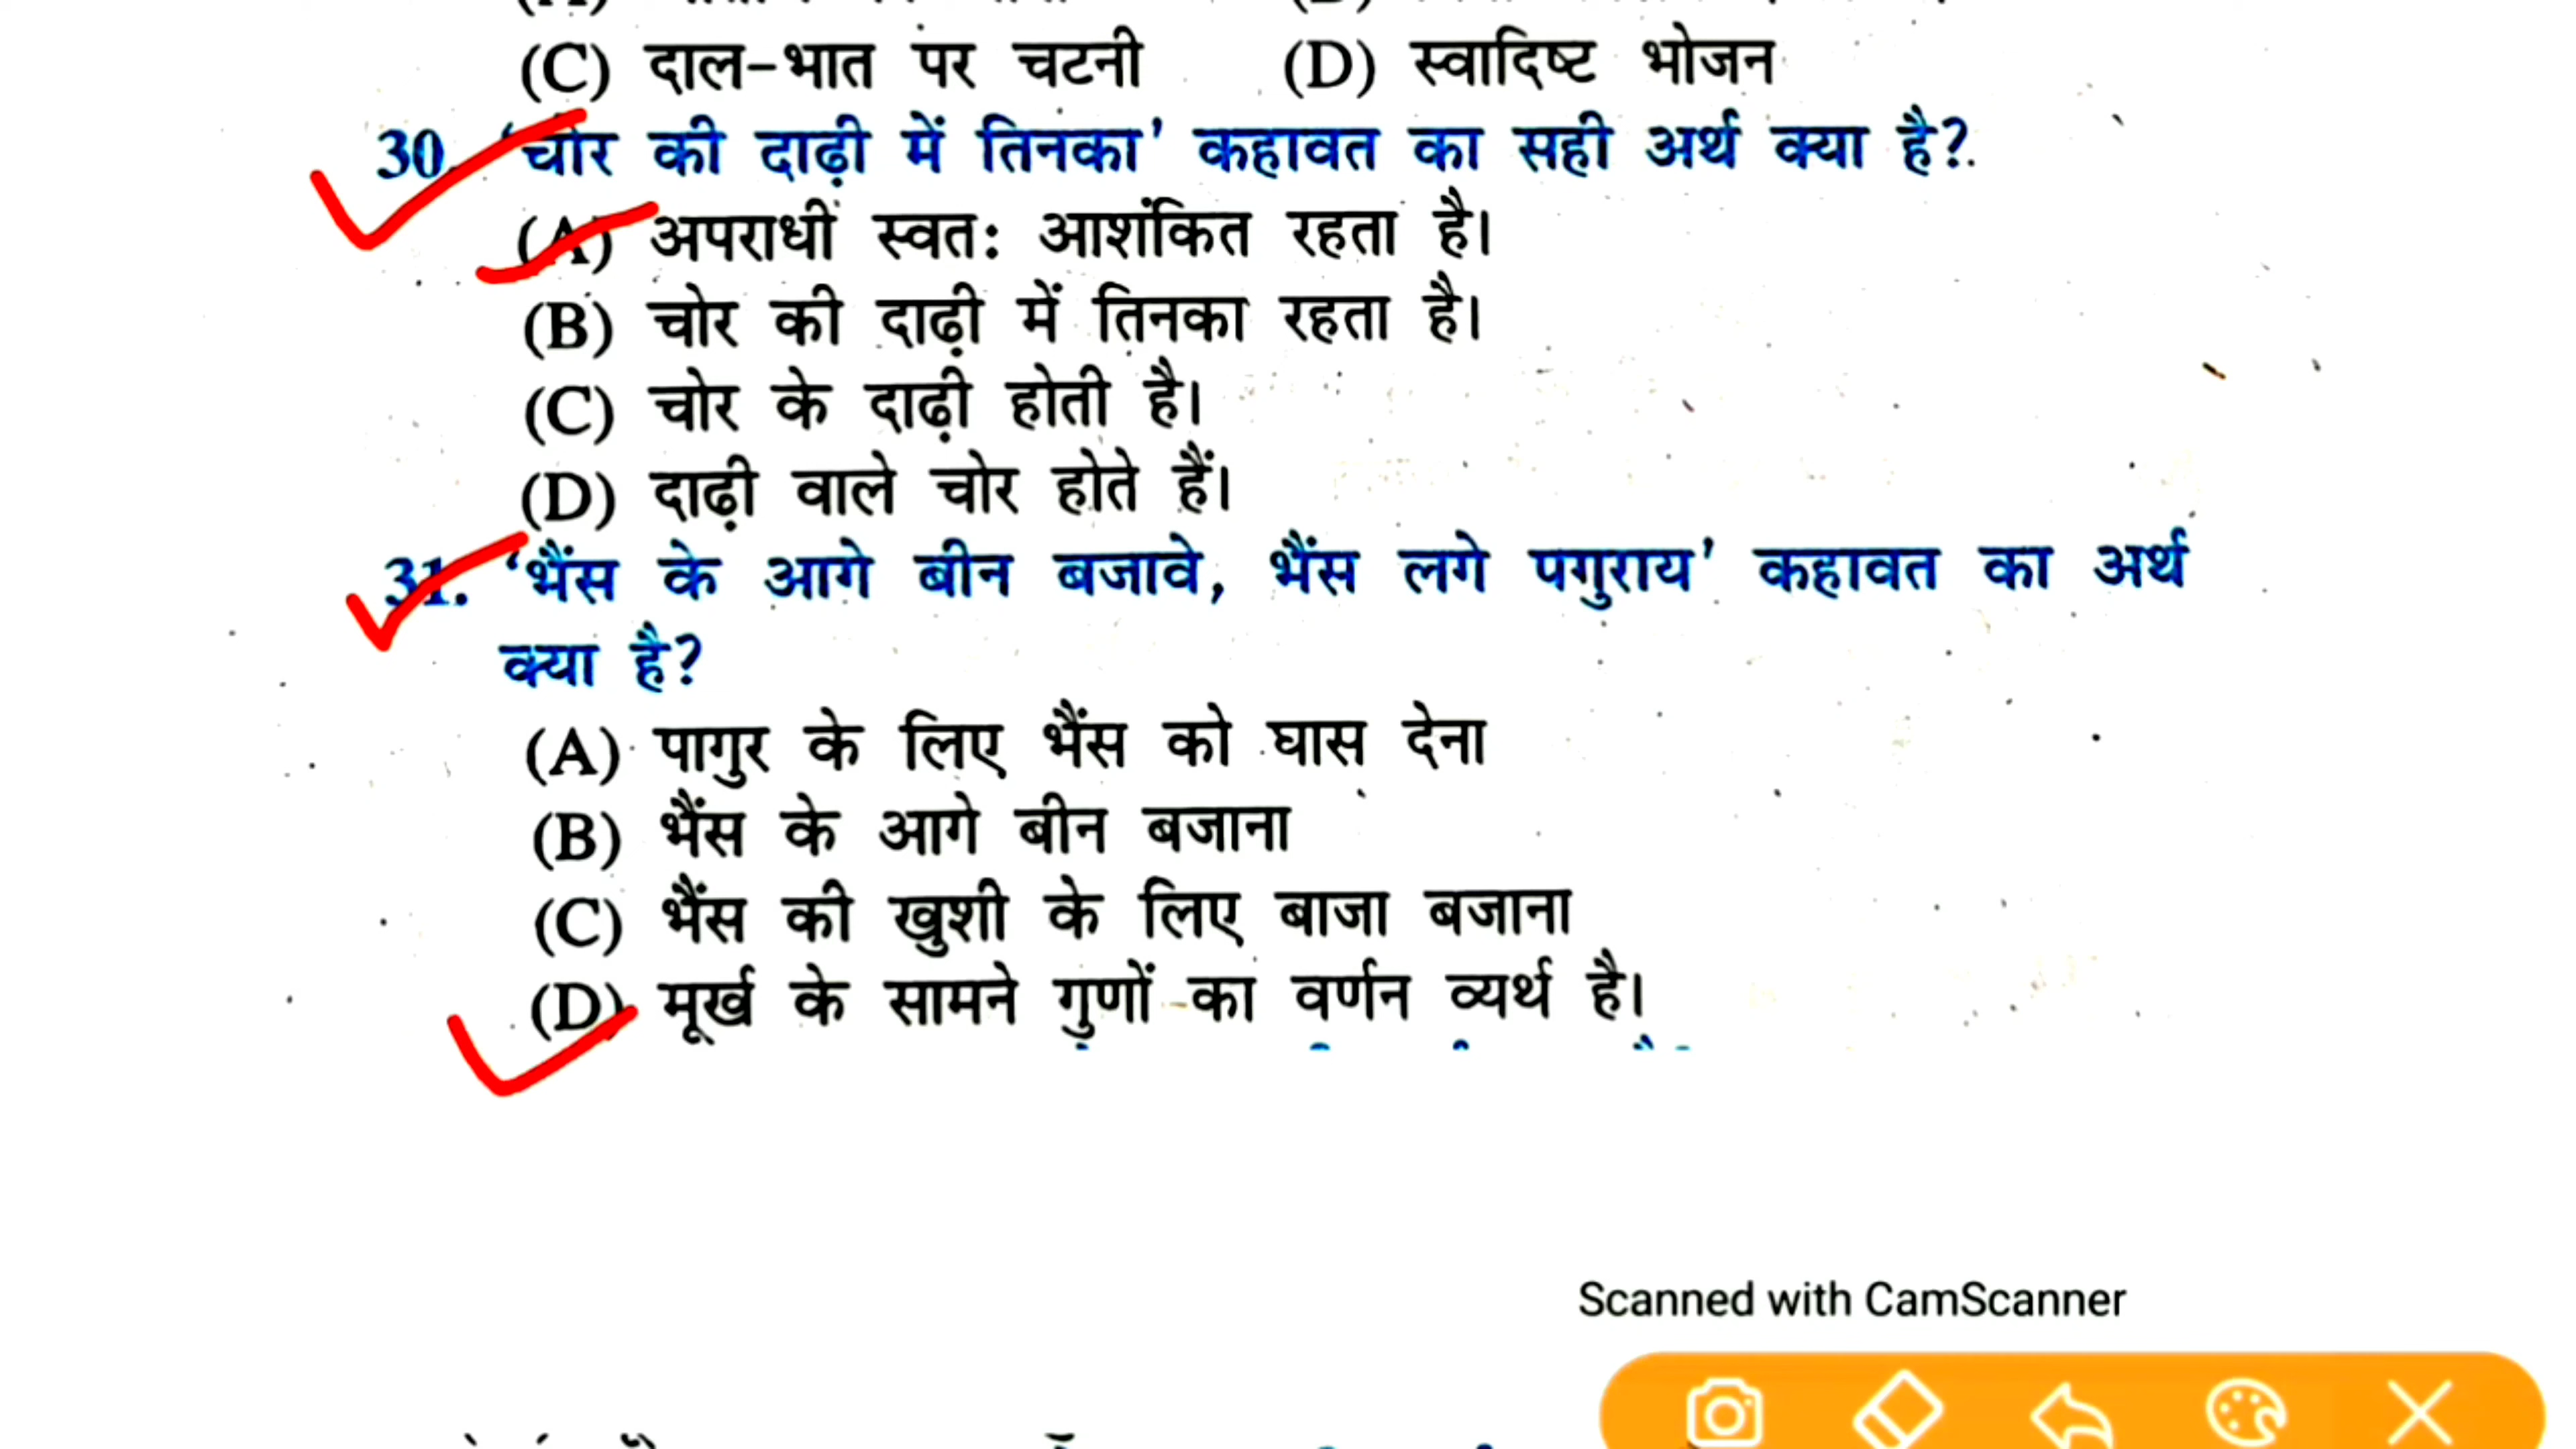 (C) दाल-भात पर चटनी (D) स्वादिष्ट भोजन
30. 'चोर की दाढ़ी में तिनका' कहावत का सही अर्थ क्या है?
(A) अपराधी स्वतः आशंकित रहता है।
(B) चोर की दाढ़ी में तिनका रहता है।
(C) चोर के दाढ़ी होती है।
(D) दाढ़ी वाले चोर होते हैं।
31. 'भैंस के आगे बीन बजावे, भैंस लगे पगुराय' कहावत का अर्थ
क्या है?
(A) पागुर के लिए भैंस को घास देना
(B) भैंस के आगे बीन बजाना
(C) भैंस की खुशी के लिए बाजा बजाना
(D) मूर्ख के सामने गुणों का वर्णन व्यर्थ है।
Scanned with CamScanner